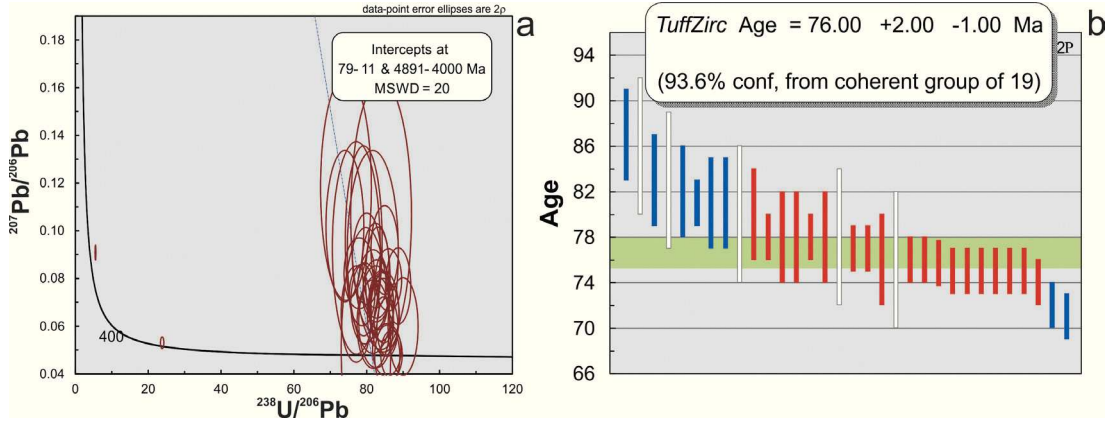 data-point error ellipses are 2ρ
a
Intercepts at
79-11 & 4891-4000 Ma
MSWD = 20
0.18
0.16
0.14
0.12
0.10
0.08
0.06
0.04
207Pb/206Pb
400
0
20
40
60
80
100
120
238U/206Pb
b
TuffZirc Age = 76.00 +2.00 -1.00 Ma
(93.6% conf, from coherent group of 19)
2P
94
90
86
82
78
74
70
66
Age